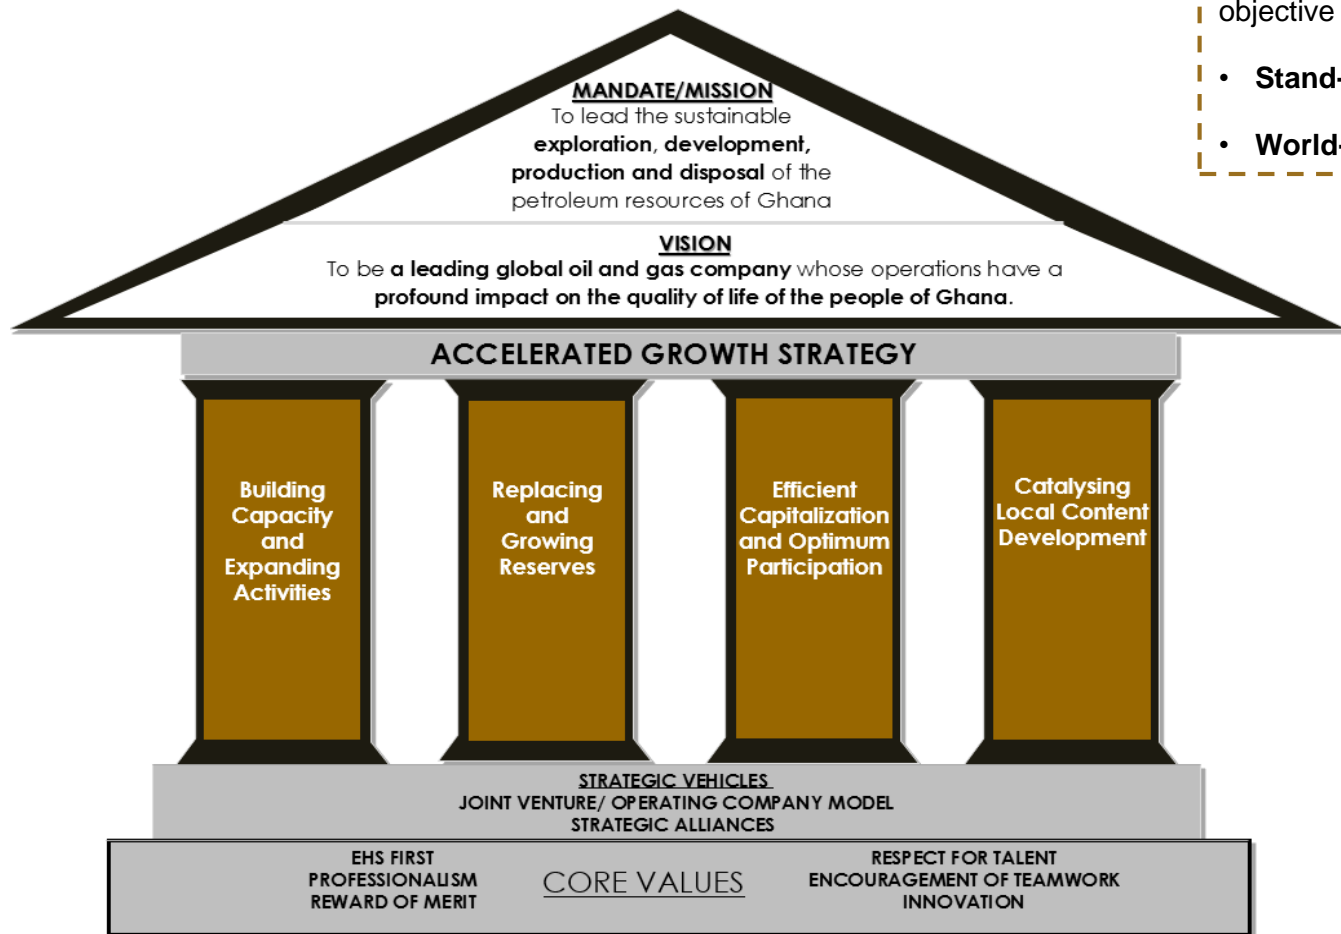 objective
• Stand-
• World-
MANDATE/MISSION
To lead the sustainable
exploration, development,
production and disposal of the
petroleum resources of Ghana
VISION
To be a leading global oil and gas company whose operations have a
profound impact on the quality of life of the people of Ghana.
ACCELERATED GROWTH STRATEGY
Building
Capacity
and
Expanding
Activities
Replacing
and
Growing
Reserves
Efficient
Capitalization
and Optimum
Participation
Catalysing
Local Content
Development
STRATEGIC VEHICLES
JOINT VENTURE/ OPERATING COMPANY MODEL
STRATEGIC ALLIANCES
EHS FIRST
PROFESSIONALISM
REWARD OF MERIT
CORE VALUES
RESPECT FOR TALENT
ENCOURAGEMENT OF TEAMWORK
INNOVATION